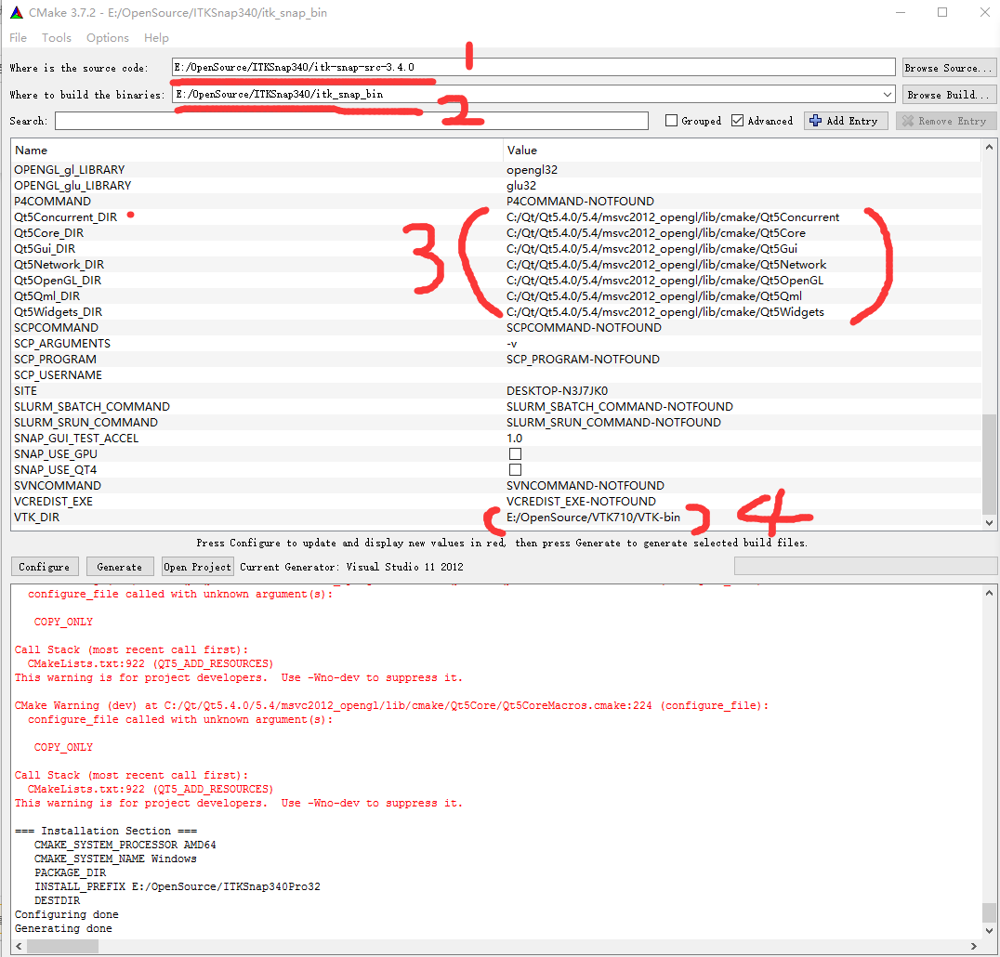 CMake 3.7.2 - E:/OpenSource/ITKSnap340/itk_snap_bin
File Tools Options Help
1
Where is the source code: E:/OpenSource/ITKSnap340/itk-snap-src-3.4.0 Browse Source...
Where to build the binaries: E:/OpenSource/ITKSnap340/itk_snap_bin Browse Build...
2
Search: Grouped Advanced Add Entry Remove Entry
Name Value
OPENGL_gl_LIBRARY opengl32
OPENGL_glu_LIBRARY glu32
P4COMMAND P4COMMAND-NOTFOUND
Qt5Concurrent_DIR C:/Qt/Qt5.4.0/5.4/msvc2012_opengl/lib/cmake/Qt5Concurrent
Qt5Core_DIR C:/Qt/Qt5.4.0/5.4/msvc2012_opengl/lib/cmake/Qt5Core
Qt5Gui_DIR C:/Qt/Qt5.4.0/5.4/msvc2012_opengl/lib/cmake/Qt5Gui
3
Qt5Network_DIR C:/Qt/Qt5.4.0/5.4/msvc2012_opengl/lib/cmake/Qt5Network
Qt5OpenGL_DIR C:/Qt/Qt5.4.0/5.4/msvc2012_opengl/lib/cmake/Qt5OpenGL
Qt5Qml_DIR C:/Qt/Qt5.4.0/5.4/msvc2012_opengl/lib/cmake/Qt5Qml
Qt5Widgets_DIR C:/Qt/Qt5.4.0/5.4/msvc2012_opengl/lib/cmake/Qt5Widgets
SCPCOMMAND SCPCOMMAND-NOTFOUND
SCP_ARGUMENTS -v
SCP_PROGRAM SCP_PROGRAM-NOTFOUND
SCP_USERNAME
SITE DESKTOP-N3J7JK0
SLURM_SBATCH_COMMAND SLURM_SBATCH_COMMAND-NOTFOUND
SLURM_SRUN_COMMAND SLURM_SRUN_COMMAND-NOTFOUND
SNAP_GUI_TEST_ACCEL 1.0
SNAP_USE_GPU
SNAP_USE_QT4
SVNCOMMAND SVNCOMMAND-NOTFOUND
VCREDIST_EXE VCREDIST_EXE-NOTFOUND
VTK_DIR E:/OpenSource/VTK710/VTK-bin
4
Press Configure to update and display new values in red, then press Generate to generate selected build files.
Configure Generate Open Project Current Generator: Visual Studio 11 2012
configure_file called with unknown argument(s):
COPY_ONLY
Call Stack (most recent call first):
CMakeLists.txt:922 (QT5_ADD_RESOURCES)
This warning is for project developers. Use -Wno-dev to suppress it.
CMake Warning (dev) at C:/Qt/Qt5.4.0/5.4/msvc2012_opengl/lib/cmake/Qt5Core/Qt5CoreMacros.cmake:224 (configure_file):
configure_file called with unknown argument(s):
COPY_ONLY
Call Stack (most recent call first):
CMakeLists.txt:922 (QT5_ADD_RESOURCES)
This warning is for project developers. Use -Wno-dev to suppress it.
=== Installation Section ===
CMAKE_SYSTEM_PROCESSOR AMD64
CMAKE_SYSTEM_NAME Windows
PACKAGE_DIR
INSTALL_PREFIX E:/OpenSource/ITKSnap340Pro32
DESTDIR
Configuring done
Generating done